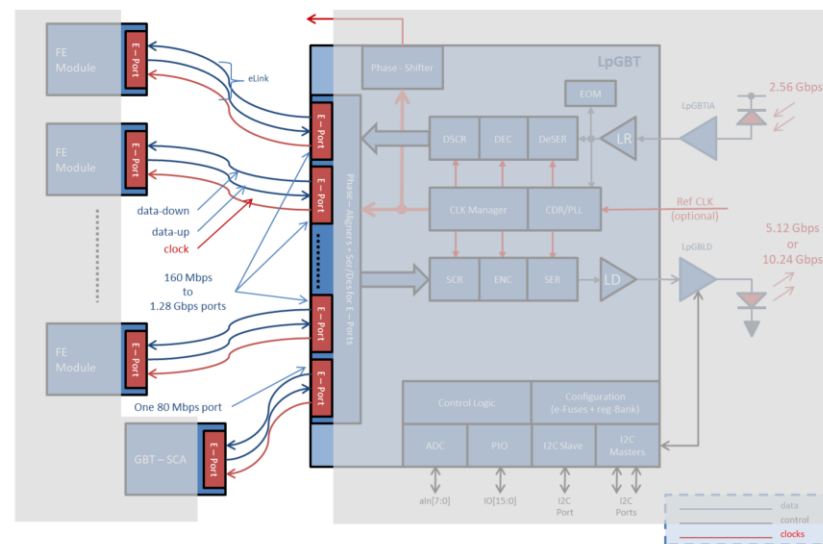 FE
Module
E – Port
eLink
FE
Module
E – Port
data-down
data-up
clock
160 Mbps
to
1.28 Gbps ports
FE
Module
E – Port
One 80 Mbps port
GBT – SCA
E – Port
E – Port
E – Port
E – Port
E – Port
Phase – Aligners + Ser/Des for E – Ports
Phase - Shifter
LpGBT
EOM
DSCR
DEC
DeSER
LR
LpGBTIA
2.56 Gbps
CLK Manager
CDR/PLL
Ref CLK
(optional)
SCR
ENC
SER
LD
LpGBLD
5.12 Gbps
or
10.24 Gbps
Control Logic
Configuration
(e-Fuses + reg-Bank)
ADC
PIO
I2C Slave
I2C
Masters
aIn[7:0]
IO[15:0]
I2C
Port
I2C
Ports
data
control
clocks